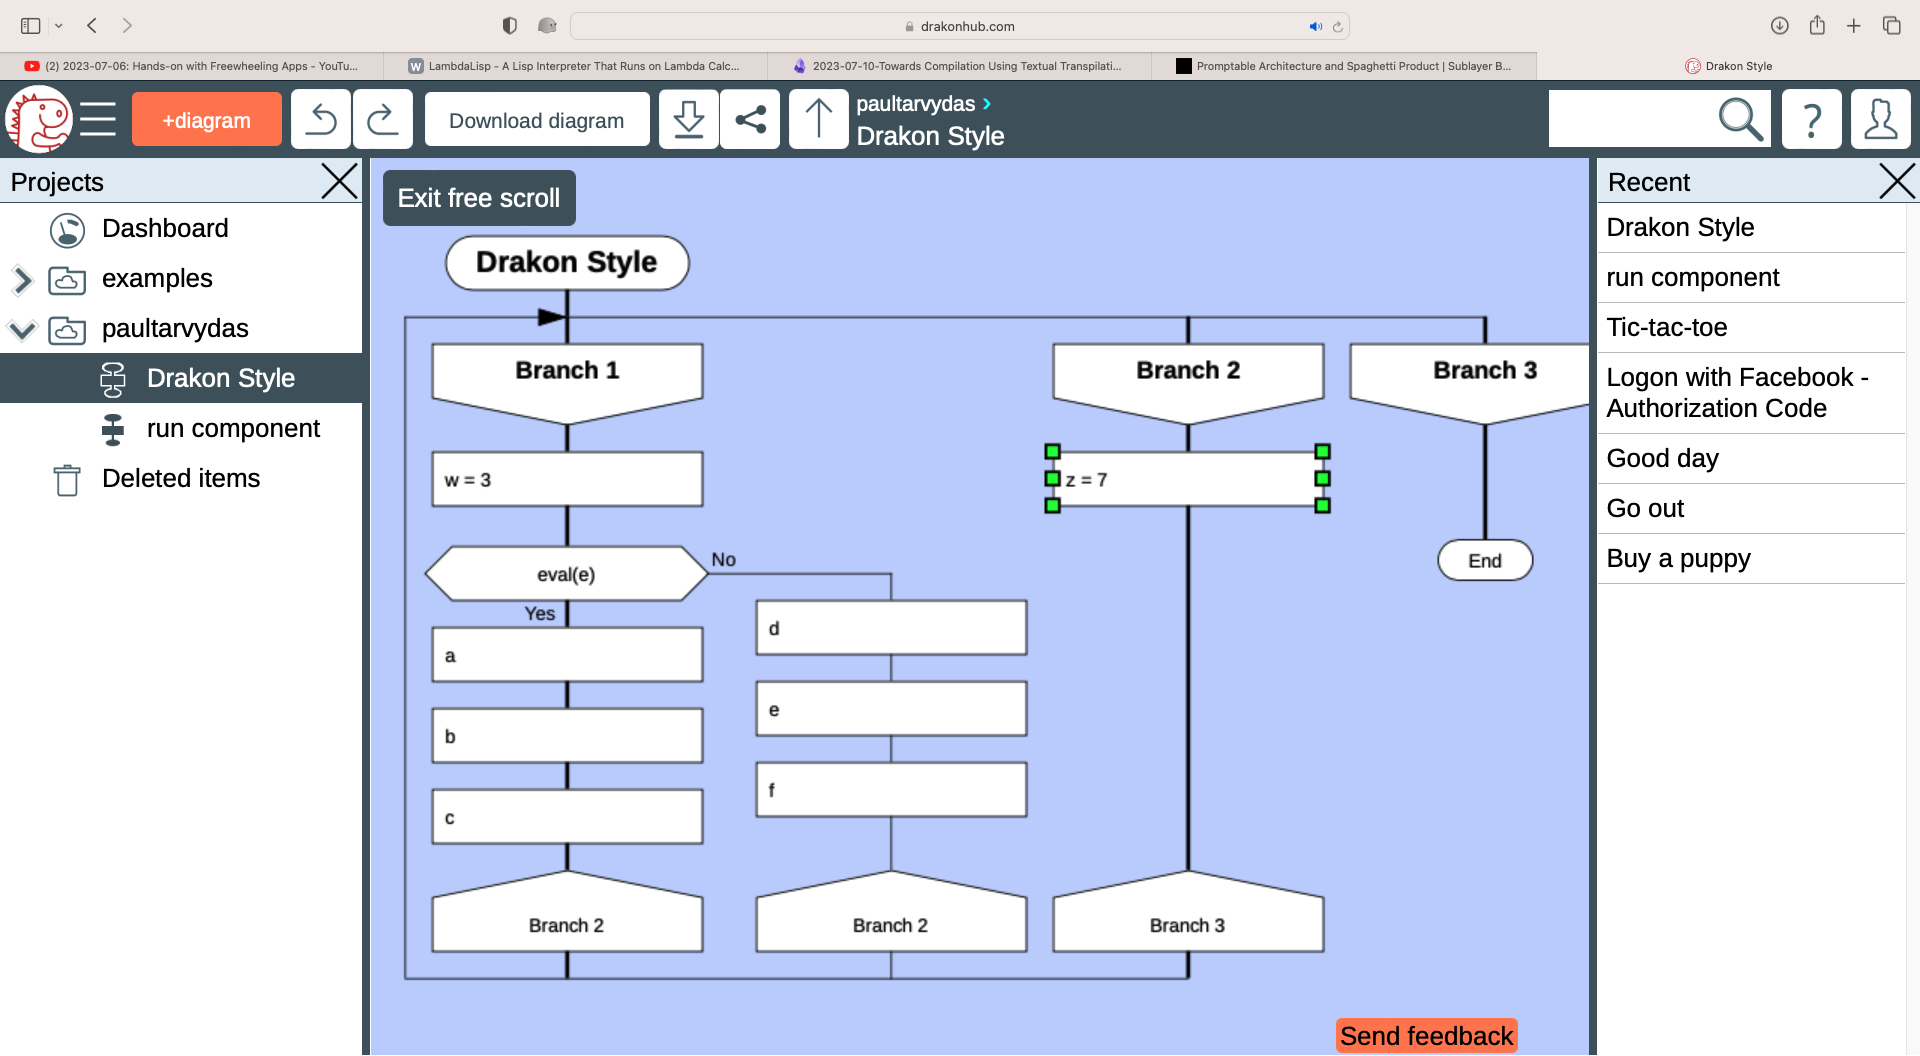 drakonhub.com
(2) 2023-07-06: Hands-on with Freewheeling Apps - YouTu...
W LambdaLisp - A Lisp Interpreter That Runs on Lambda Calc...
2023-07-10-Towards Compilation Using Textual Transpilati...
Promptable Architecture and Spaghetti Product | Sublayer B...
Drakon Style
+diagram
Download diagram
paultarvydas ›
Drakon Style
?
Projects
Dashboard
examples
paultarvydas
Drakon Style
run component
Deleted items
Exit free scroll
Drakon Style
Branch 1
Branch 2
Branch 3
w = 3
z = 7
eval(e)
No
Yes
End
a
d
b
e
c
f
Branch 2
Branch 2
Branch 3
Send feedback
Recent
Drakon Style
run component
Tic-tac-toe
Logon with Facebook -
Authorization Code
Good day
Go out
Buy a puppy